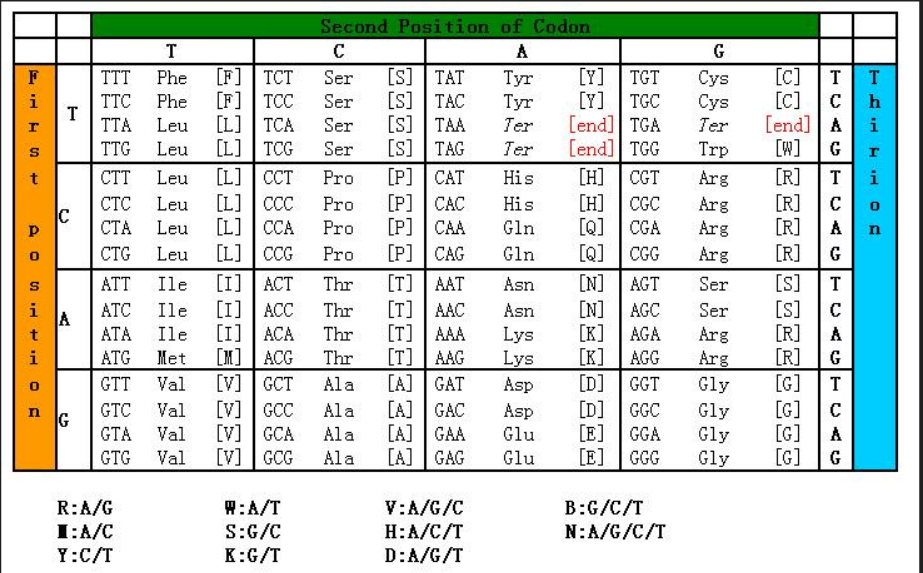 Second Position of Codon
T C A G
First position
Thirion
T
TTT Phe [F] TCT Ser [S] TAT Tyr [Y] TGT Cys [C] T
TTC Phe [F] TCC Ser [S] TAC Tyr [Y] TGC Cys [C] C
TTA Leu [L] TCA Ser [S] TAA Ter [end] TGA Ter [end] A
TTG Leu [L] TCG Ser [S] TAG Ter [end] TGG Trp [W] G
C
CTT Leu [L] CCT Pro [P] CAT His [H] CGT Arg [R] T
CTC Leu [L] CCC Pro [P] CAC His [H] CGC Arg [R] C
CTA Leu [L] CCA Pro [P] CAA Gln [Q] CGA Arg [R] A
CTG Leu [L] CCG Pro [P] CAG Gln [Q] CGG Arg [R] G
A
ATT Ile [I] ACT Thr [T] AAT Asn [N] AGT Ser [S] T
ATC Ile [I] ACC Thr [T] AAC Asn [N] AGC Ser [S] C
ATA Ile [I] ACA Thr [T] AAA Lys [K] AGA Arg [R] A
ATG Met [M] ACG Thr [T] AAG Lys [K] AGG Arg [R] G
G
GTT Val [V] GCT Ala [A] GAT Asp [D] GGT Gly [G] T
GTC Val [V] GCC Ala [A] GAC Asp [D] GGC Gly [G] C
GTA Val [V] GCA Ala [A] GAA Glu [E] GGA Gly [G] A
GTG Val [V] GCG Ala [A] GAG Glu [E] GGG Gly [G] G
R:A/G W:A/T V:A/G/C B:G/C/T
M:A/C S:G/C H:A/C/T N:A/G/C/T
Y:C/T K:G/T D:A/G/T